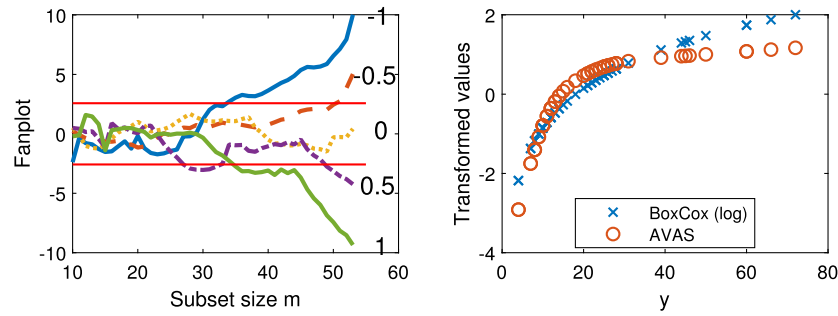 10
5
0
-5
-10
Fanplot
-1
-0.5
0
0.5
1
10 20 30 40 50 60
Subset size m
2
0
-2
-4
Transformed values
BoxCox (log)
AVAS
0 20 40 60 80
y